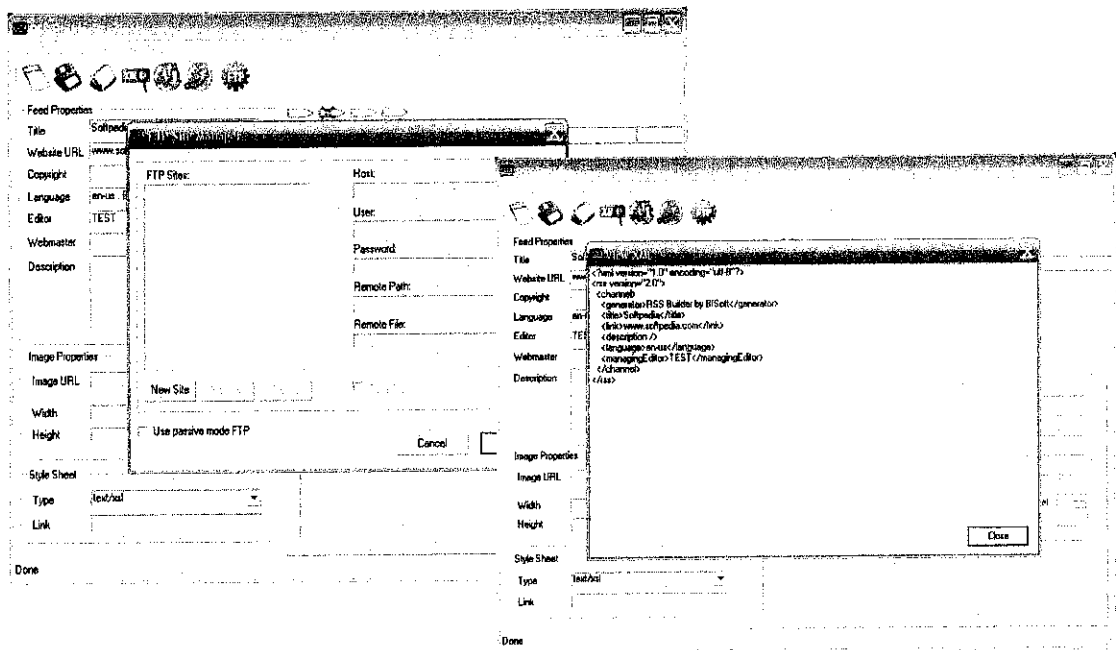 Feed Properties
Title
Website URL
Copyright
Language en-us
Editor TEST
Webmaster
Description
Image Properties
Image URL
Width
Height
Style Sheet
Type text/xsl
Link
Done
FTP Sites:
Host:
User:
Password:
Remote Path:
Remote File:
New Site
Use passive mode FTP
Cancel
Feed Properties
Title
Website URL
Copyright
Language
Editor
Webmaster
Description
Image Properties
Image URL
Width
Height
Style Sheet
Type text/xsl
Link
Done
View XML
<?xml version="1.0" encoding="utf-8"?>
<rss version="2.0">
<channel>
<generator>RSS Builder by BISoft</generator>
<title>Softpedia</title>
<link>www.softpedia.com</link>
<description />
<language>en-us</language>
<managingEditor>TEST</managingEditor>
</channel>
</rss>
Close